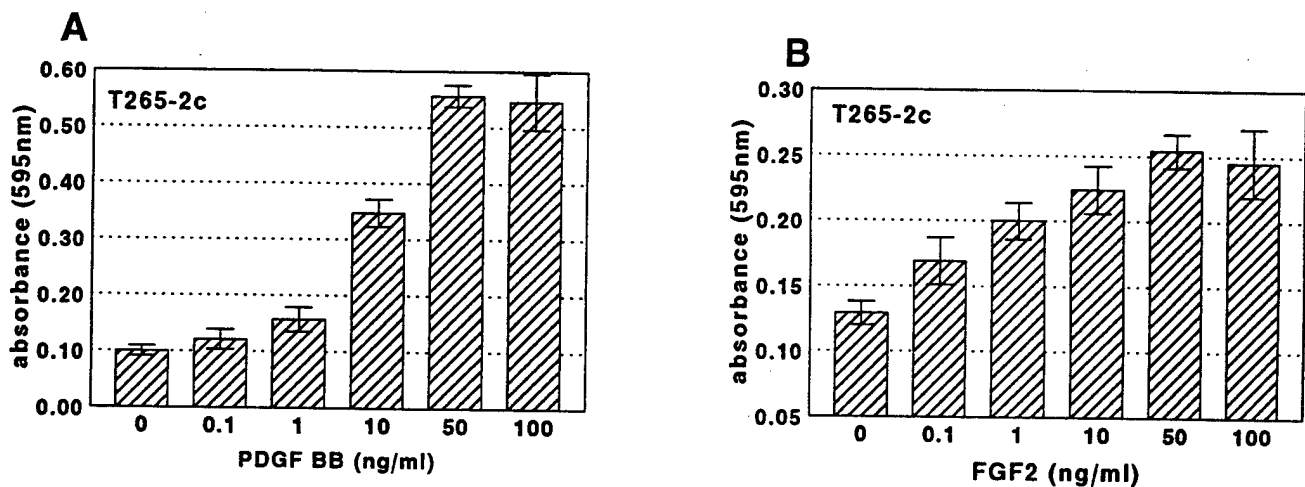 A
absorbance (595nm)
0.60
0.50
0.40
0.30
0.20
0.10
0.00
T265-2c
0 0.1 1 10 50 100
PDGF BB (ng/ml)
B
absorbance (595nm)
0.30
0.25
0.20
0.15
0.10
0.05
T265-2c
0 0.1 1 10 50 100
FGF2 (ng/ml)